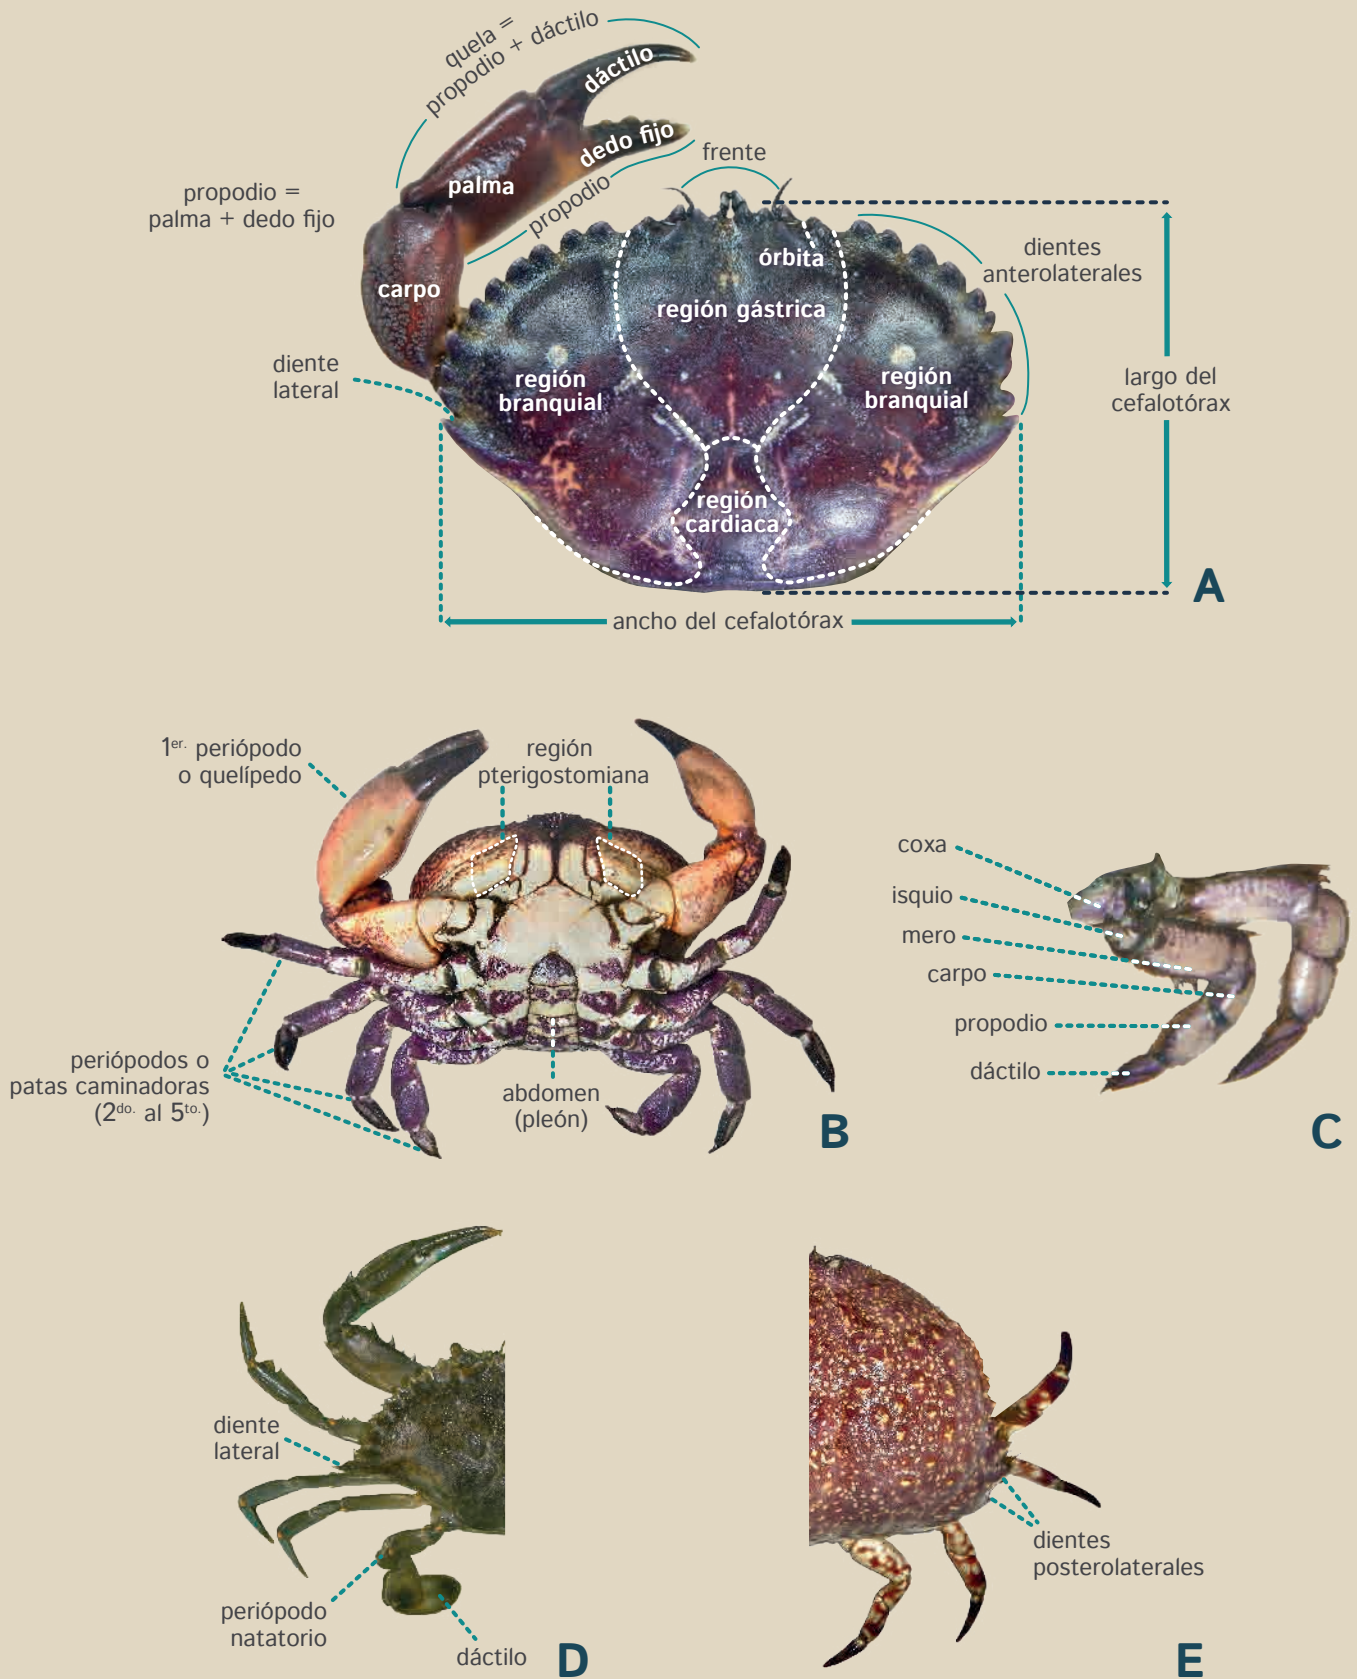 quela =
propodio + dáctilo
dáctilo
dedo fijo
palma
propodio
propodio =
palma + dedo fijo
frente
órbita
dientes
anterolaterales
carpo
región gástrica
diente
lateral
región
branquial
región
branquial
largo del
cefalotórax
región
cardiaca
A
ancho del cefalotórax
1er. periópodo
o quelípedo
región
pterigostomiana
periópodos o
patas caminadoras
(2do. al 5to.)
abdomen
(pleón)
B
coxa
isquio
mero
carpo
propodio
dáctilo
C
diente
lateral
periópodo
natatorio
dáctilo
D
dientes
posterolaterales
E